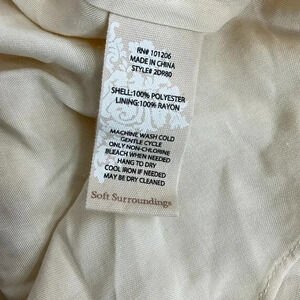 RN# 101206
MADE IN CHINA
STYLE# 2DR80
SHELL:100% POLYESTER
LINING:100% RAYON
MACHINE WASH COLD
GENTLE CYCLE
ONLY NON-CHLORINE
BLEACH WHEN NEEDED
HANG TO DRY
COOL IRON IF NEEDED
MAY BE DRY CLEANED
Soft Surroundings